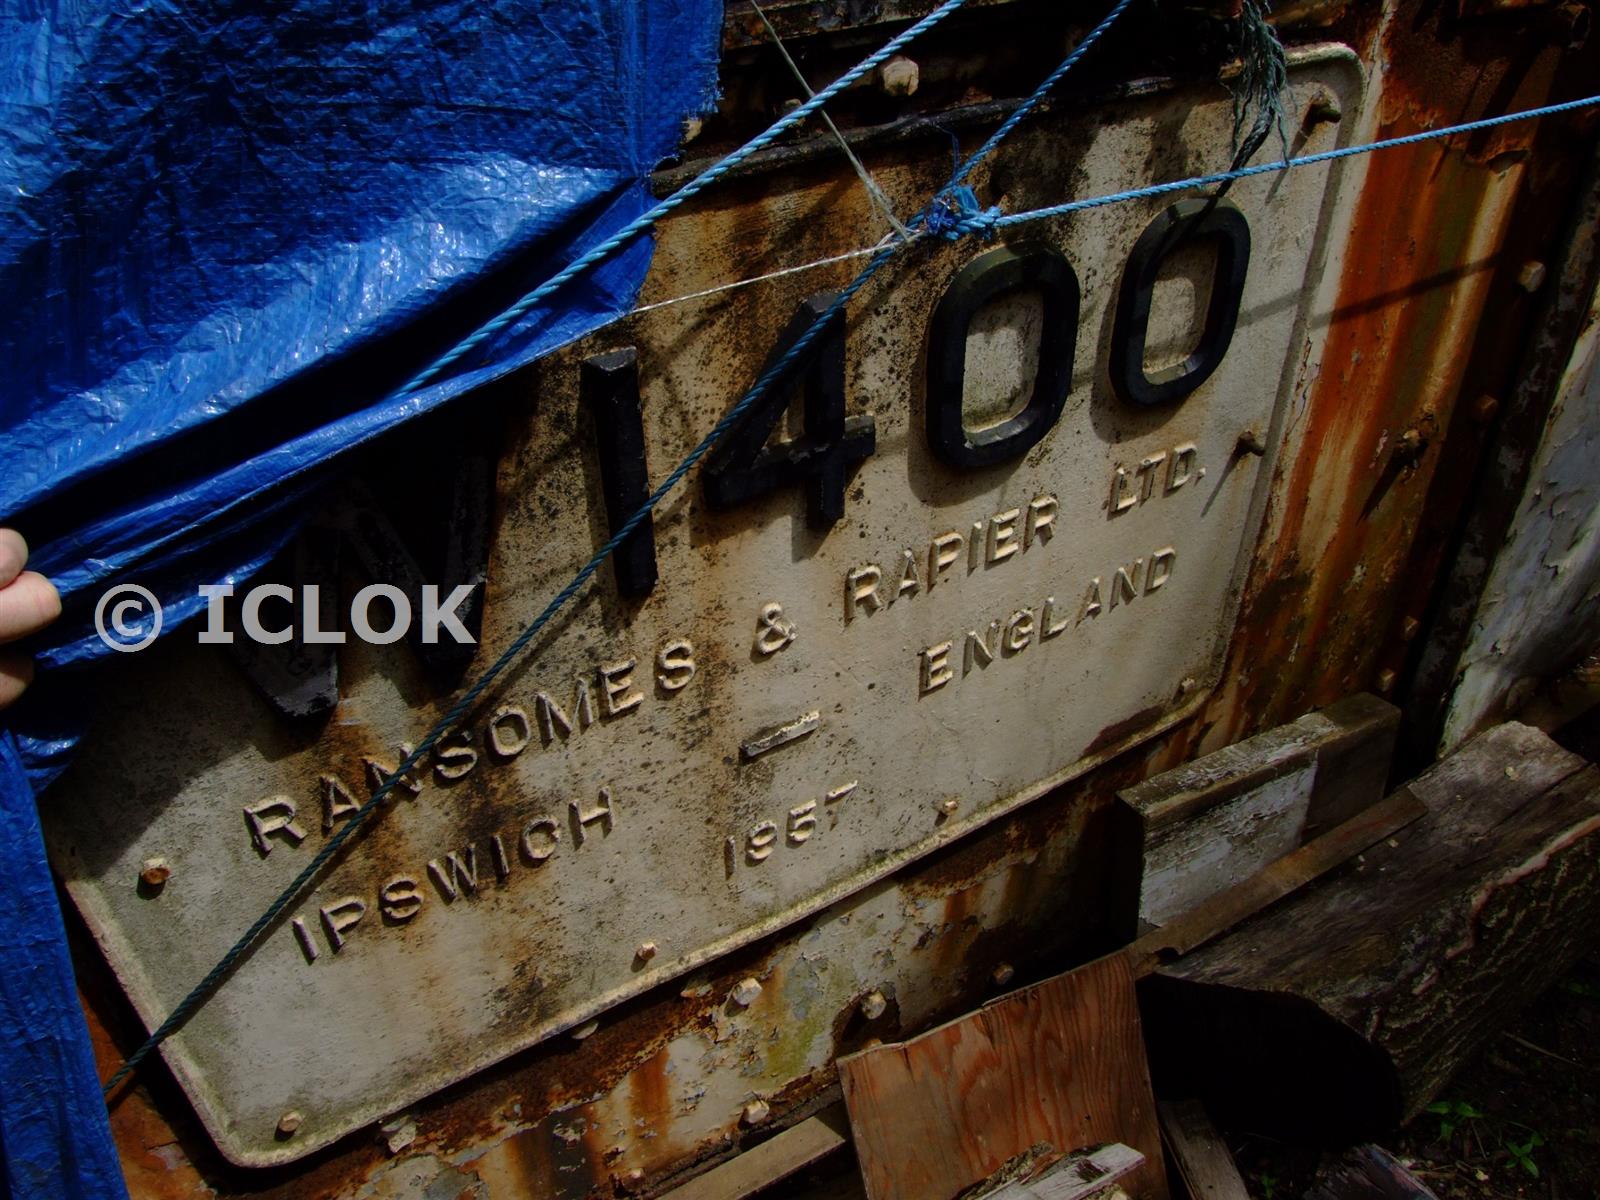 W1400
RANSOMES & RAPIER LTD.
IPSWICH — ENGLAND
1957
© ICLOK